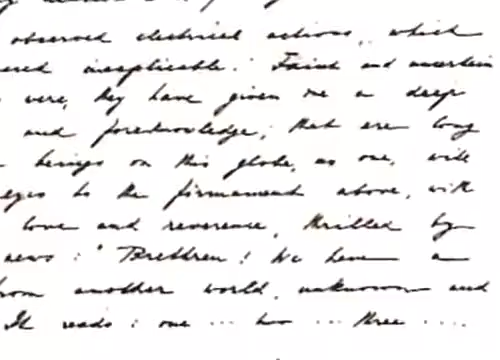 observed electrical actions, which
inexplicable. Faint and uncertain
were, they have given me a deep
and foreknowledge, that ere long
beings on this globe, as one, will
eyes to the firmament above, with
love and reverence, thrilled by
news: "Brethren! We have a
from another world, unknown and
It reads: one ... two ... three ....